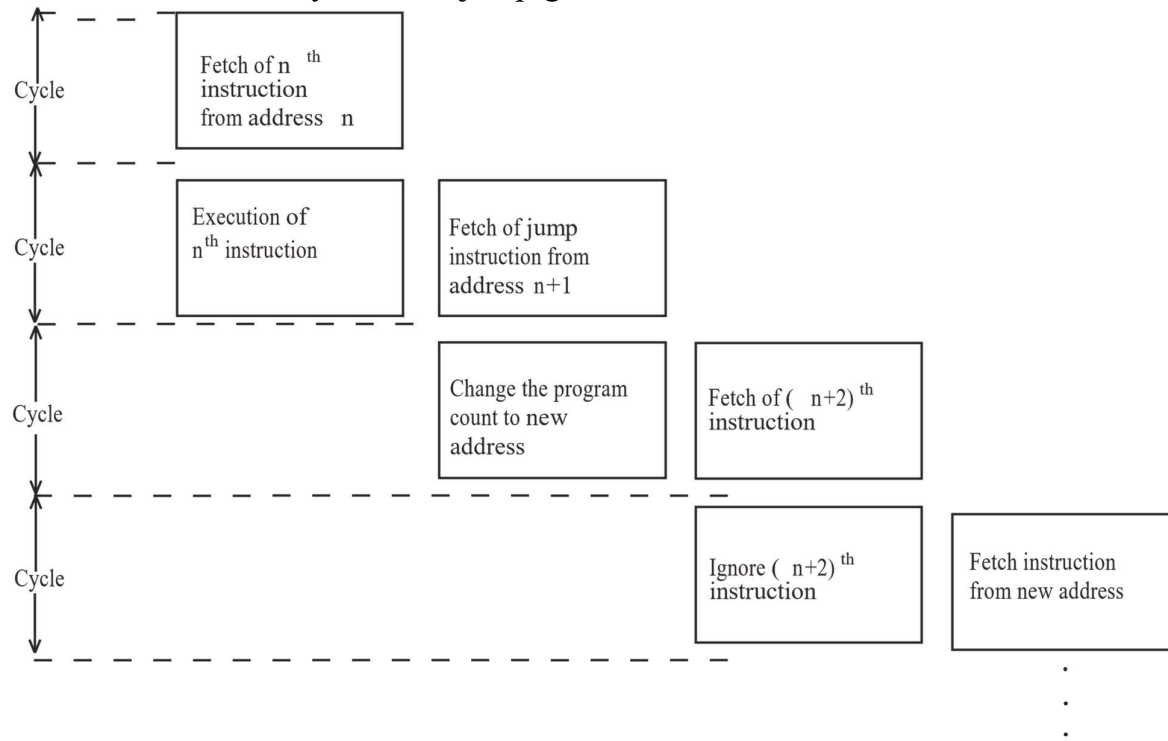 Cycle
Fetch of n th
instruction
from address n
Cycle
Execution of
nth instruction
Fetch of jump
instruction from
address n+1
Cycle
Change the program
count to new
address
Fetch of ( n+2) th
instruction
Cycle
Ignore ( n+2) th
instruction
Fetch instruction
from new address
.
.
.